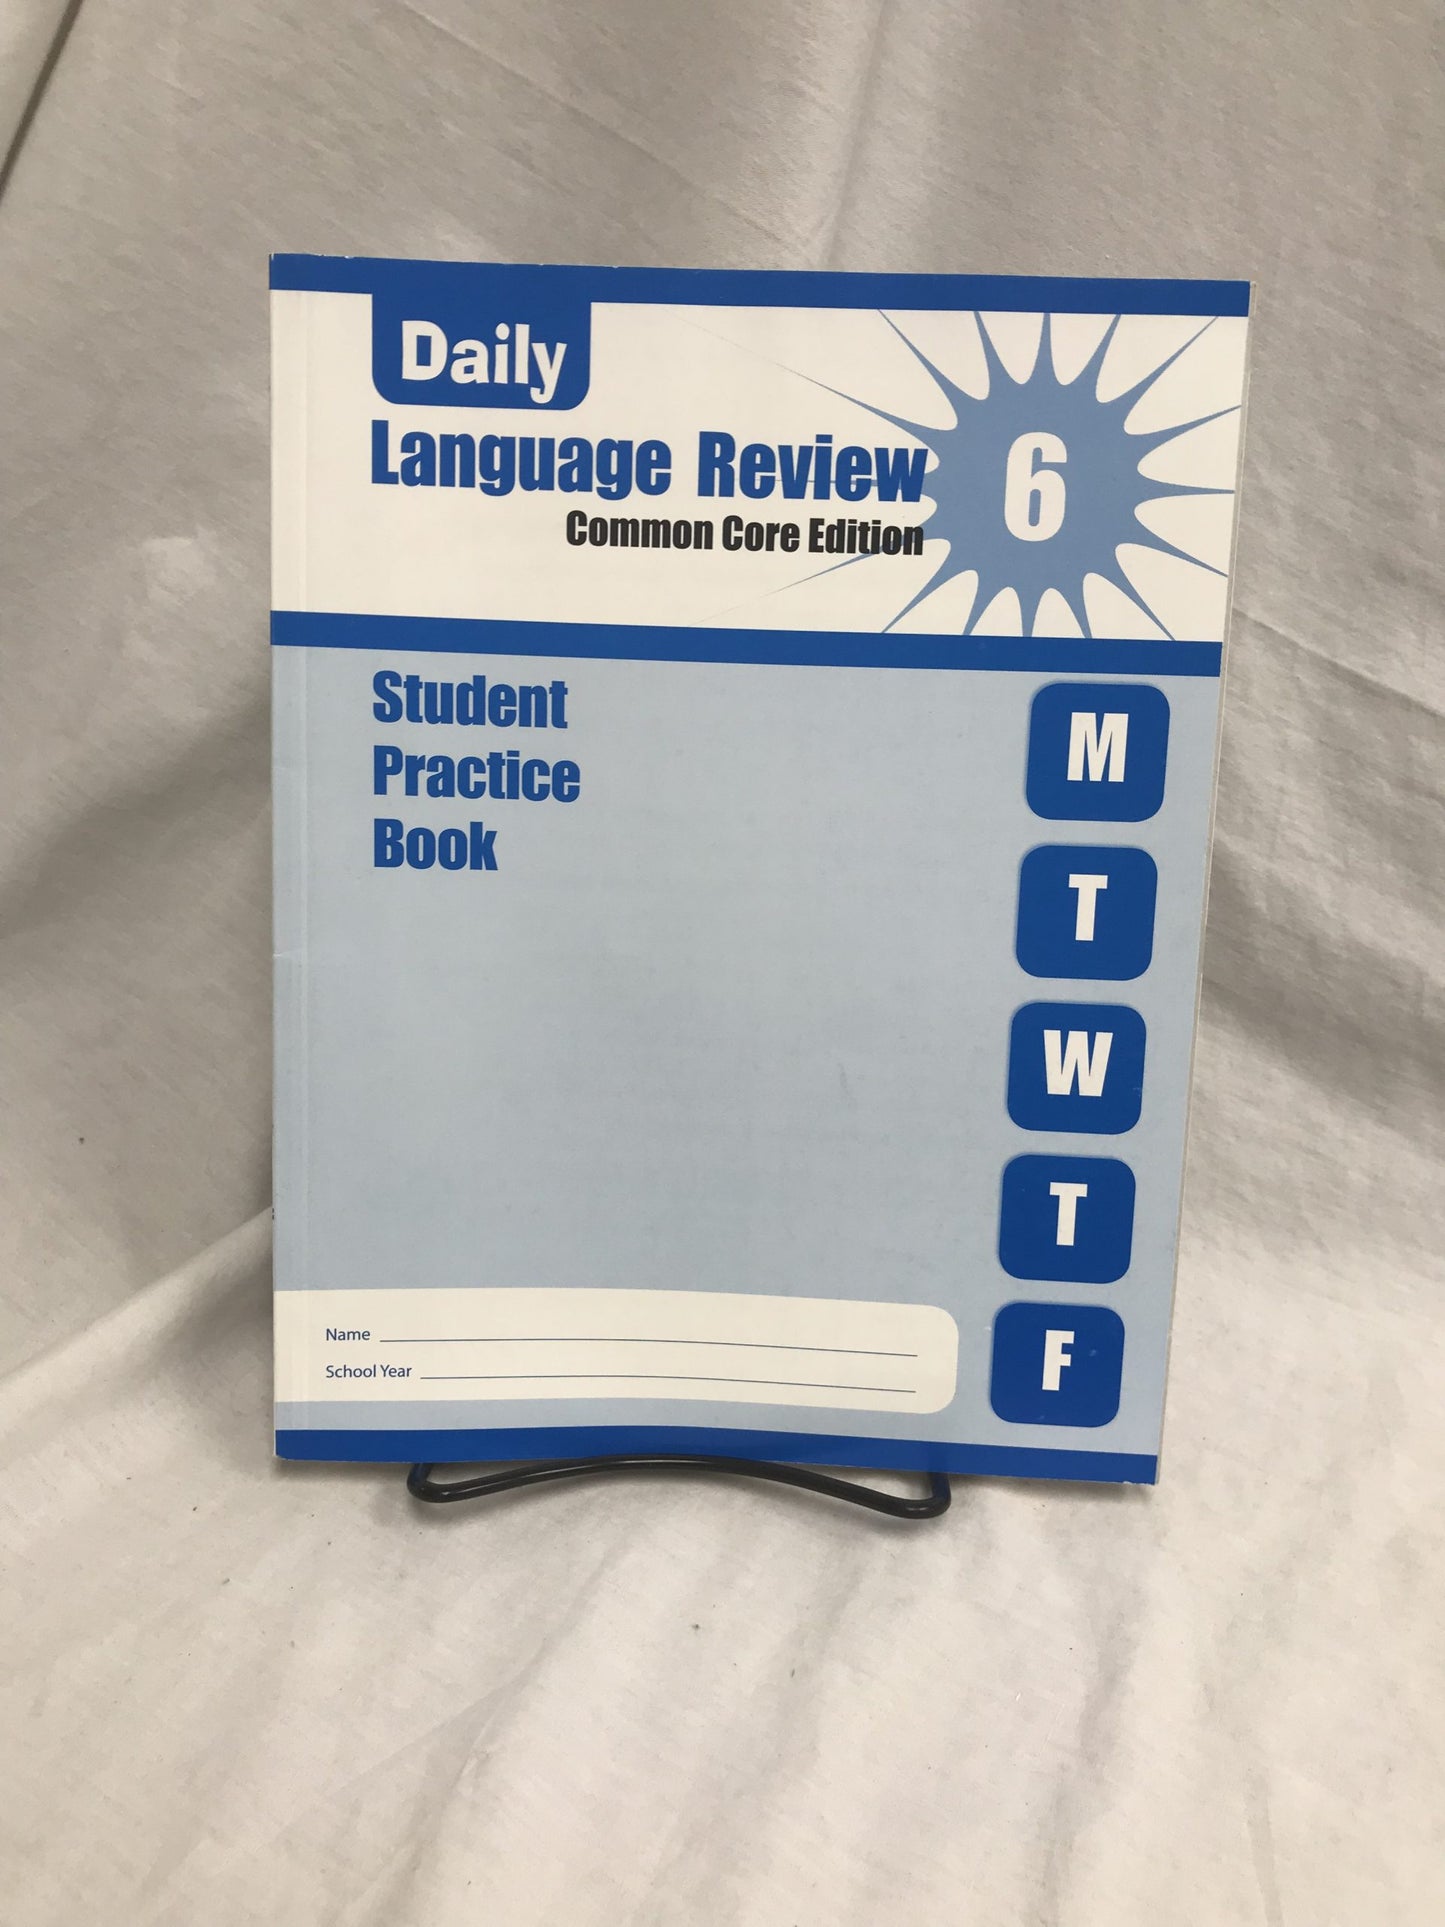 Daily
Language Review
Common Core Edition
6
Student
Practice
Book
M
T
W
T
F
Name
School Year